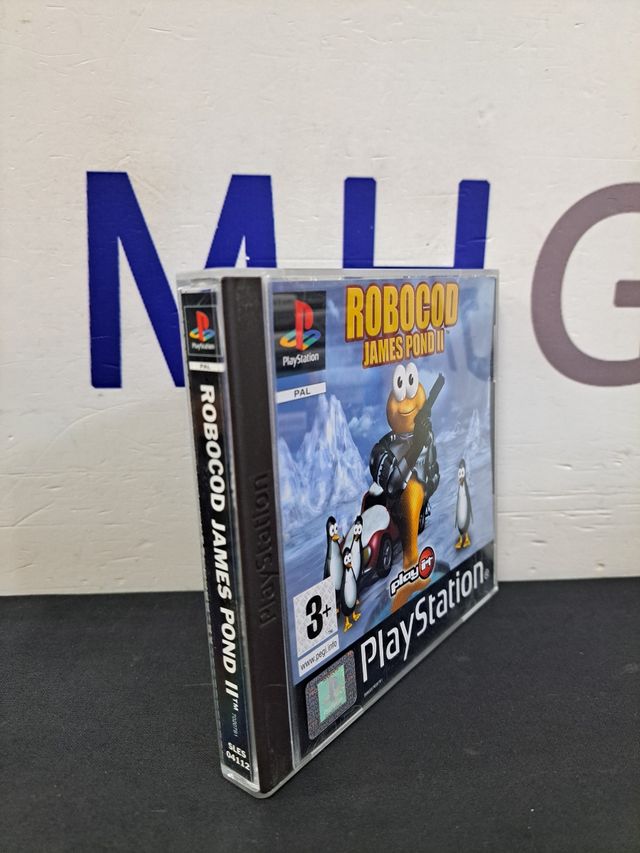 MHG
PlayStation
PAL
ROBOCOD JAMES POND II™
SLES
04112
PlayStation
PlayStation
PAL
ROBOCOD
JAMES POND II
play it
3+
www.pegi.info
PlayStation®